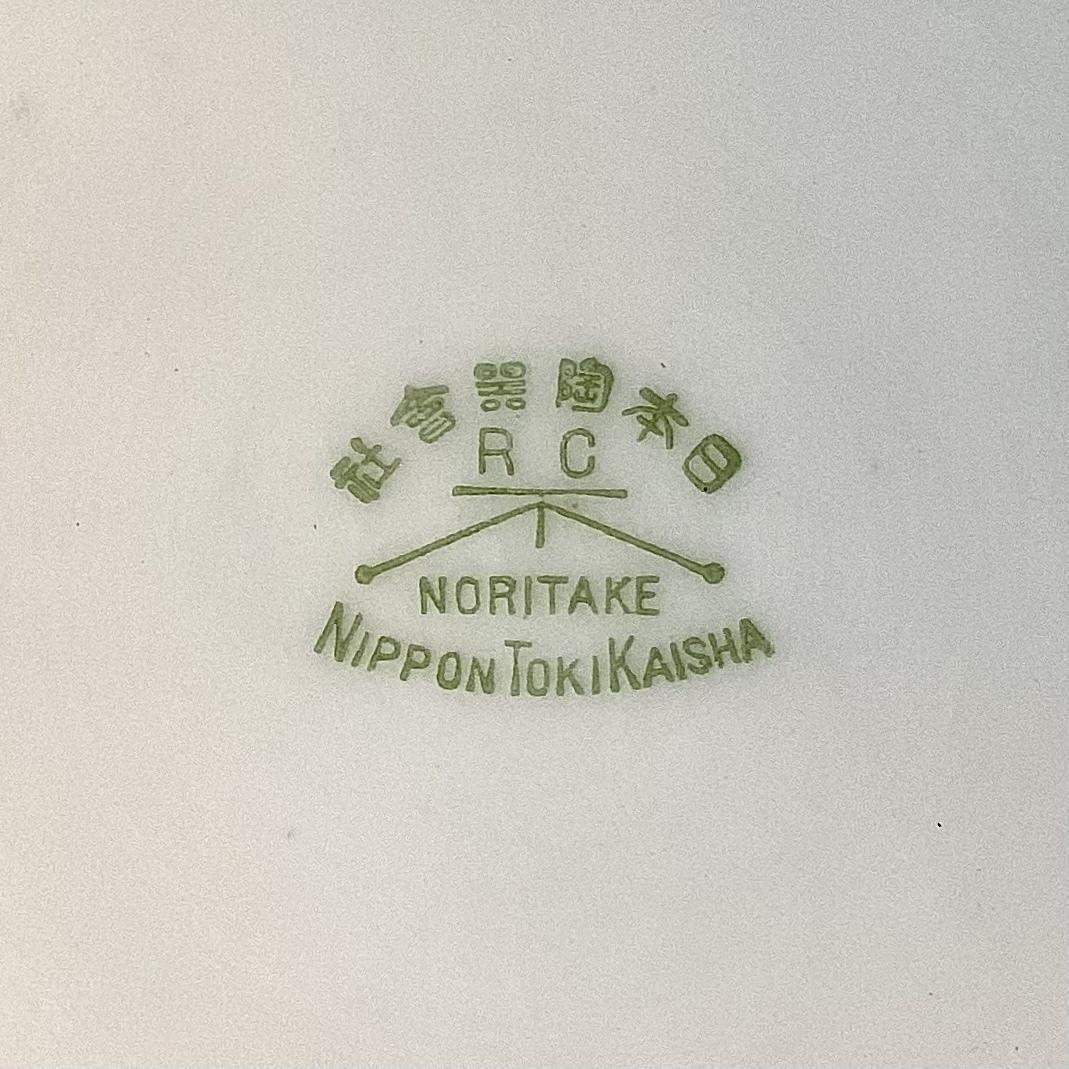 日本陶器會社
R C
NORITAKE
NIPPON TOKI KAISHA